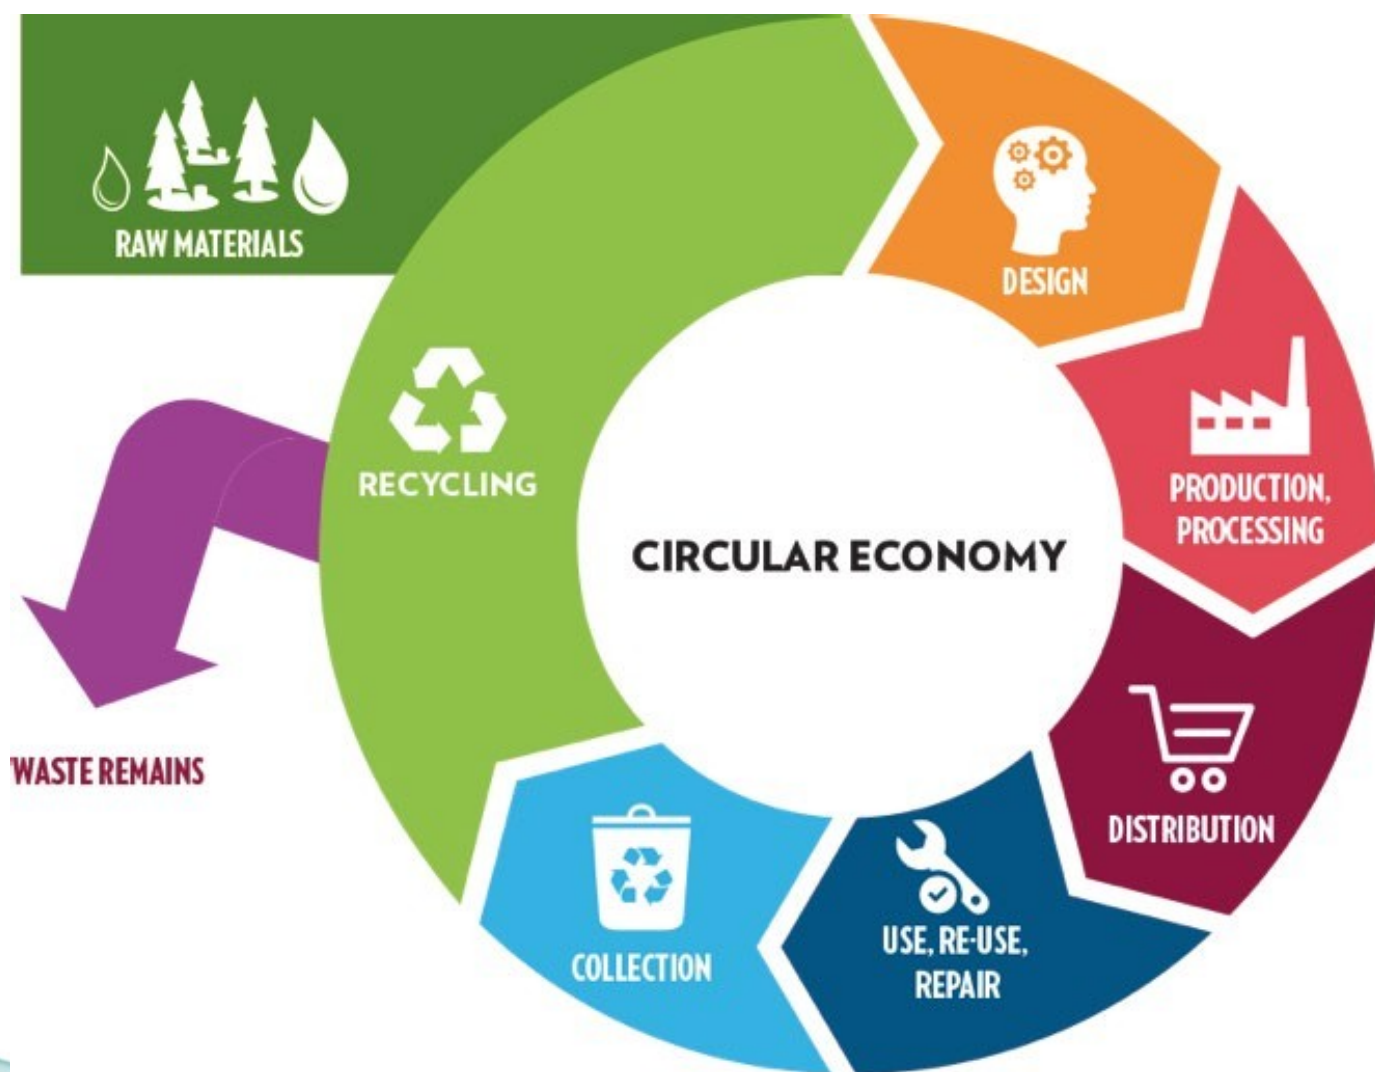 RAW MATERIALS
DESIGN
RECYCLING
PRODUCTION,
PROCESSING
CIRCULAR ECONOMY
WASTE REMAINS
DISTRIBUTION
USE, RE-USE,
REPAIR
COLLECTION